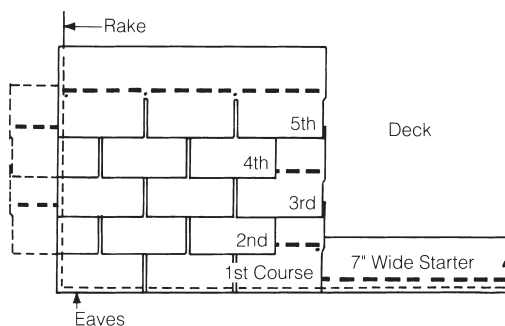 Rake
5th
Deck
4th
3rd
2nd
7" Wide Starter
1st Course
Eaves